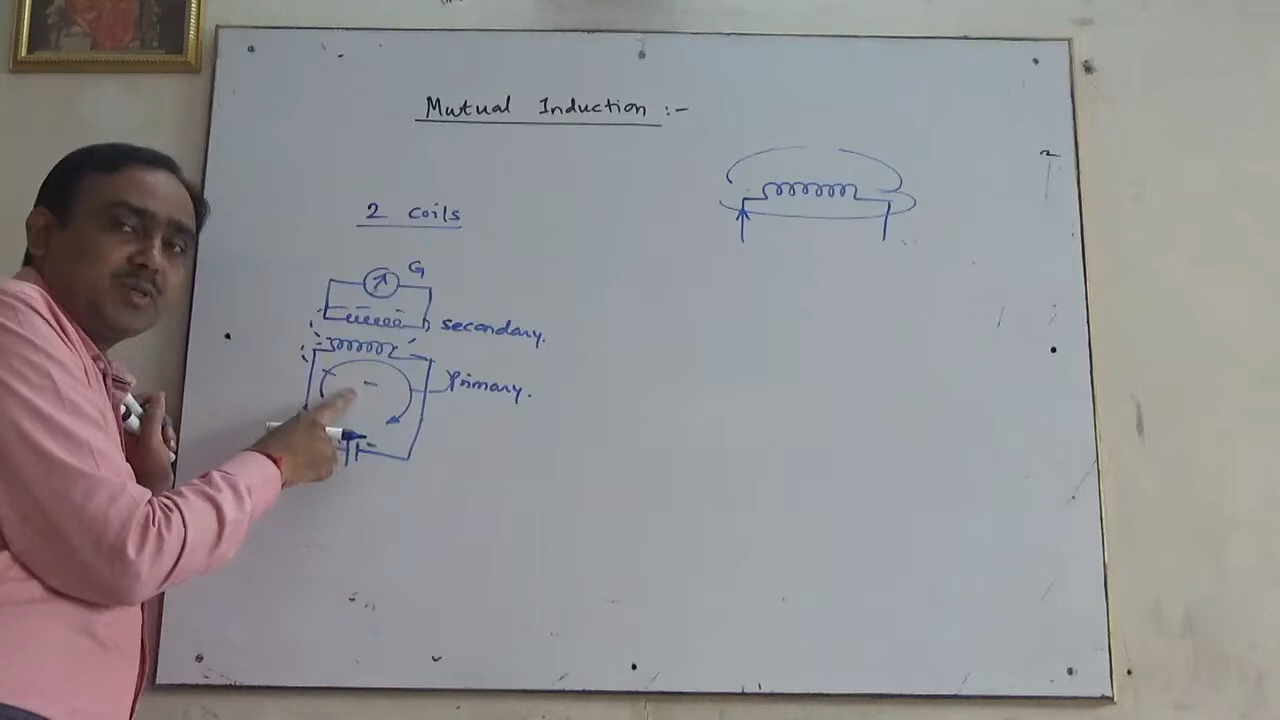 Mutual Induction :-
2 coils
G
secondary.
Primary.